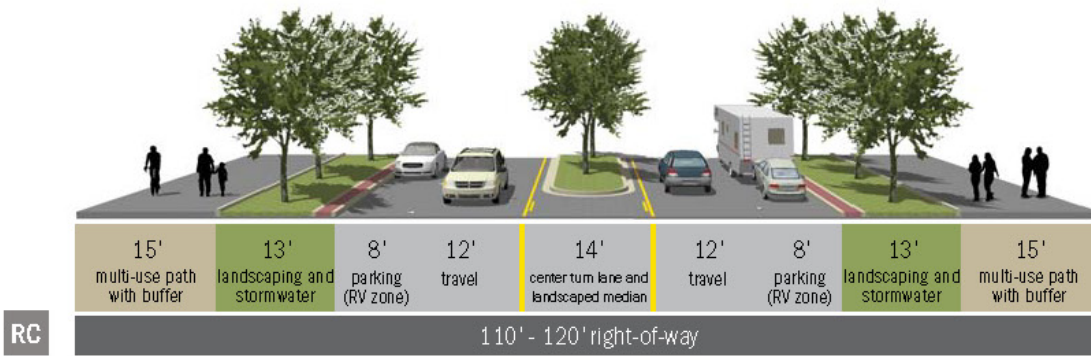 15'
multi-use path
with buffer
13'
landscaping and
stormwater
8'
parking
(RV zone)
12'
travel
14'
center turn lane and
landscaped median
12'
travel
8'
parking
(RV zone)
13'
landscaping and
stormwater
15'
multi-use path
with buffer
RC
110' - 120' right-of-way